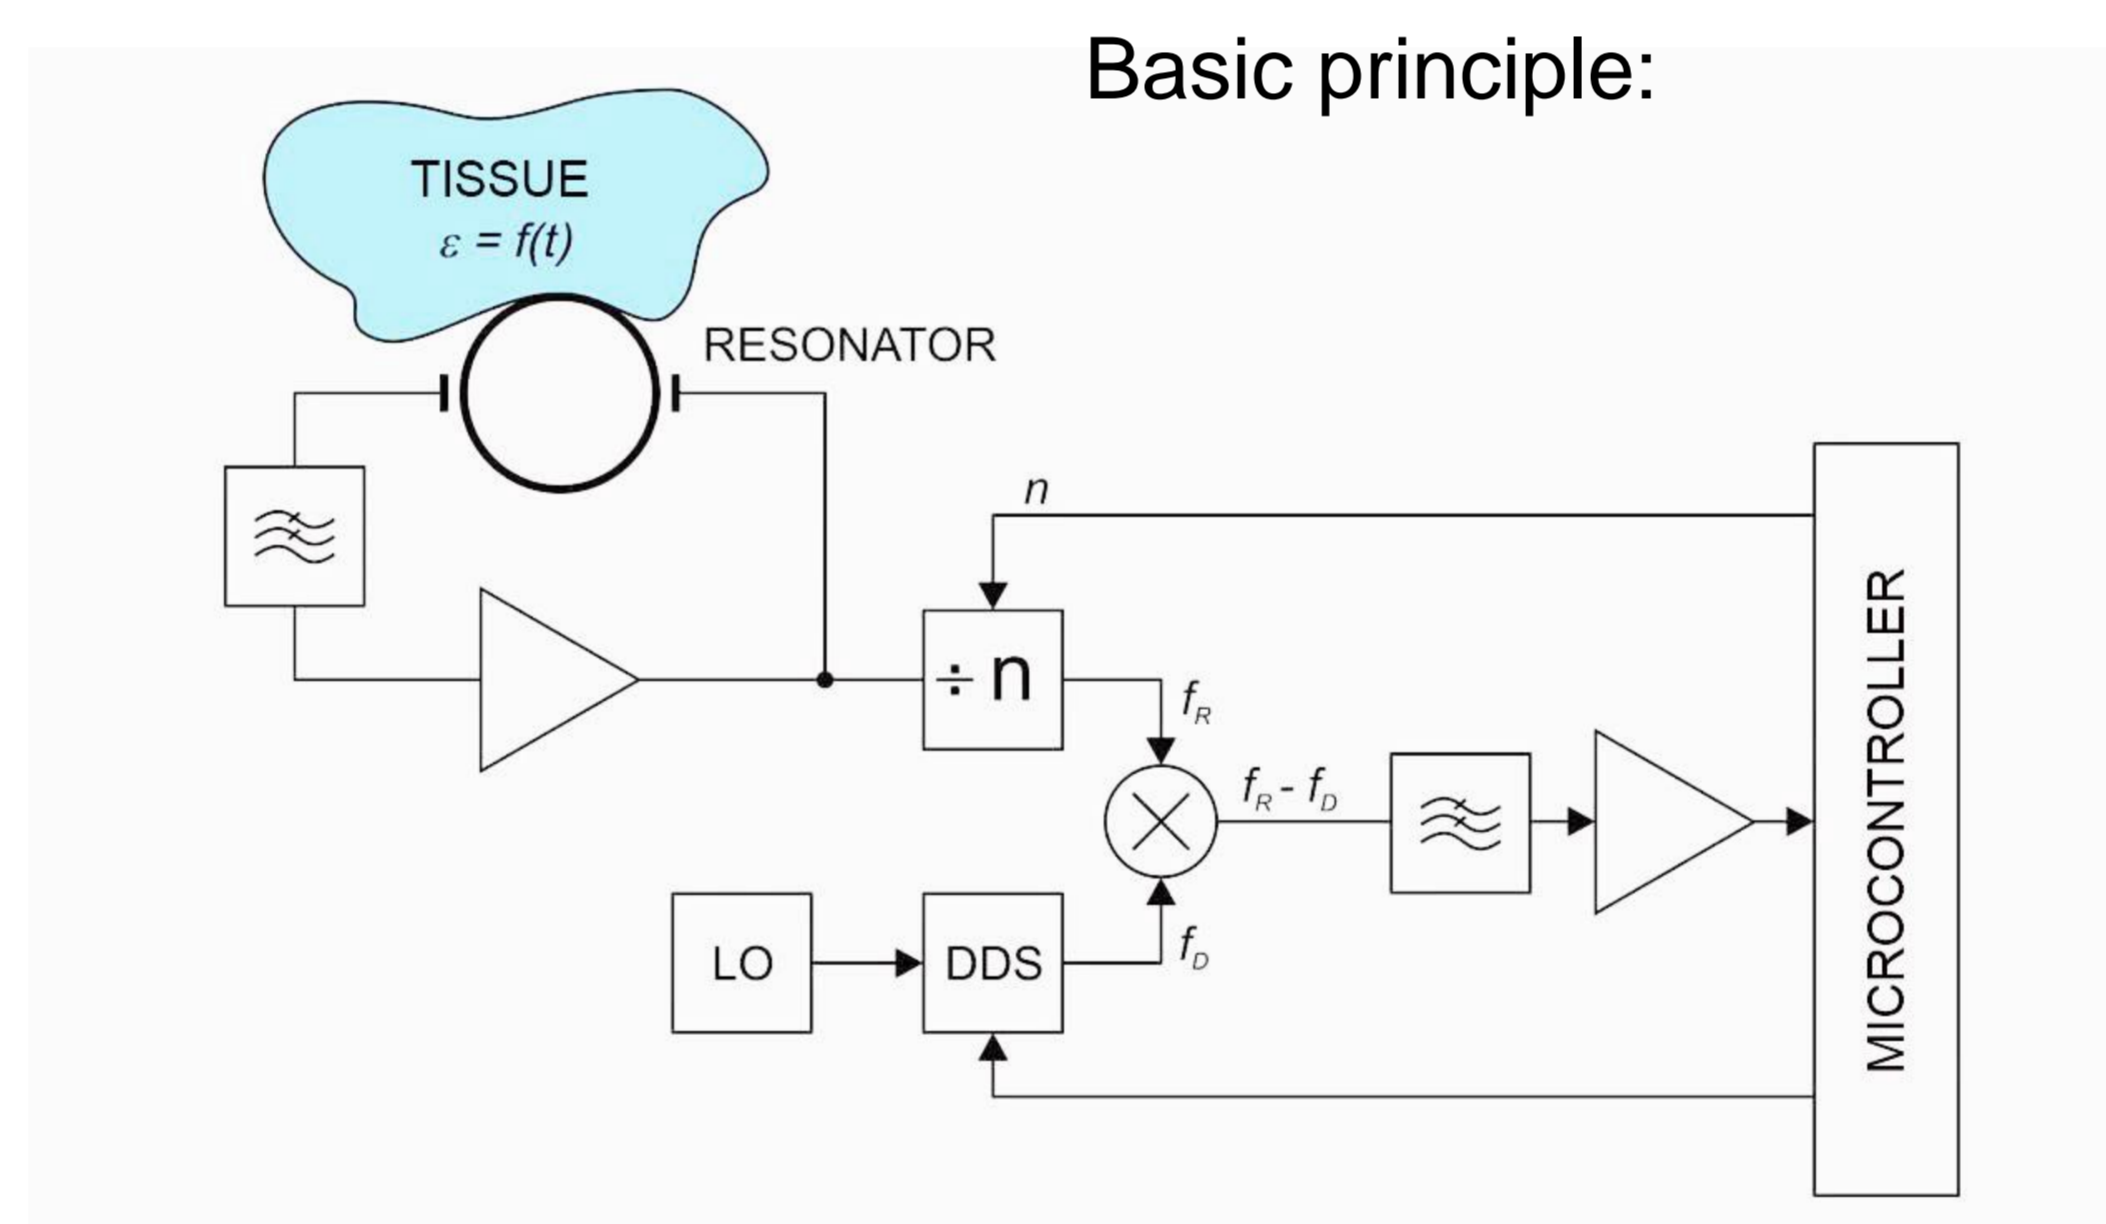 Basic principle:
TISSUE
ε = f(t)
RESONATOR
n
÷ n
f_R
f_R - f_D
MICROCONTROLLER
LO
DDS
f_D